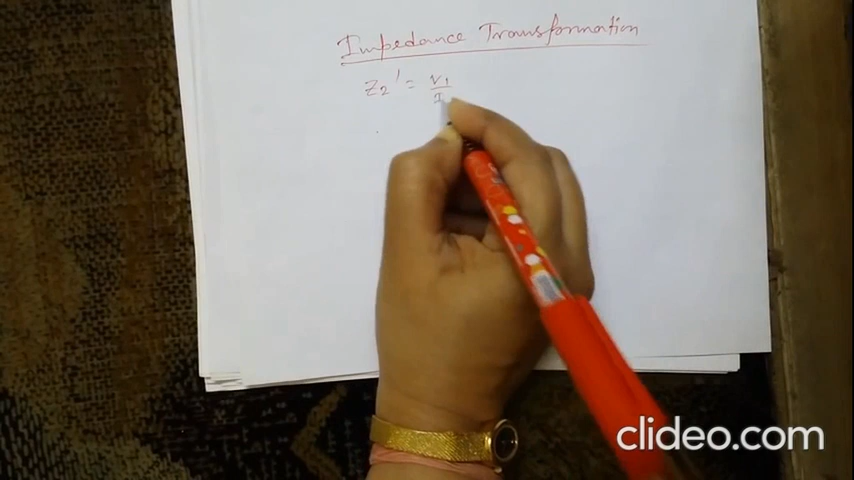 Impedance Transformation
Z2' = V1/I
clideo.com